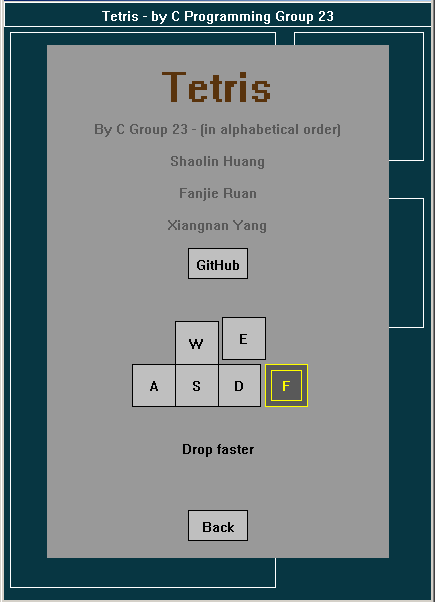 Tetris - by C Programming Group 23
Tetris
By C Group 23 - (in alphabetical order)
Shaolin Huang
Fanjie Ruan
Xiangnan Yang
GitHub
W E
A S D F
Drop faster
Back